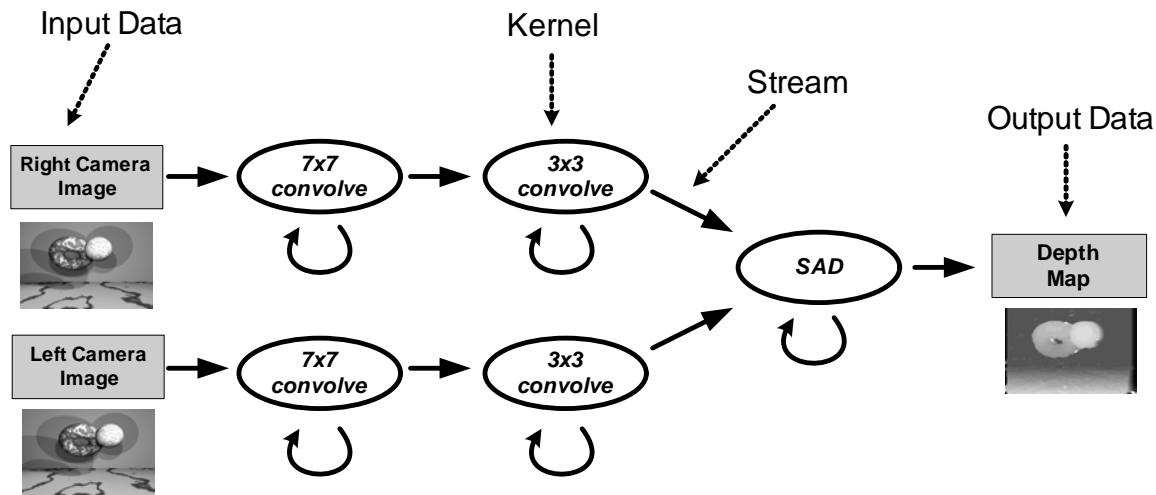 Input Data
Kernel
Stream
Output Data
Right Camera
Image
7x7
convolve
3x3
convolve
SAD
Depth
Map
Left Camera
Image
7x7
convolve
3x3
convolve